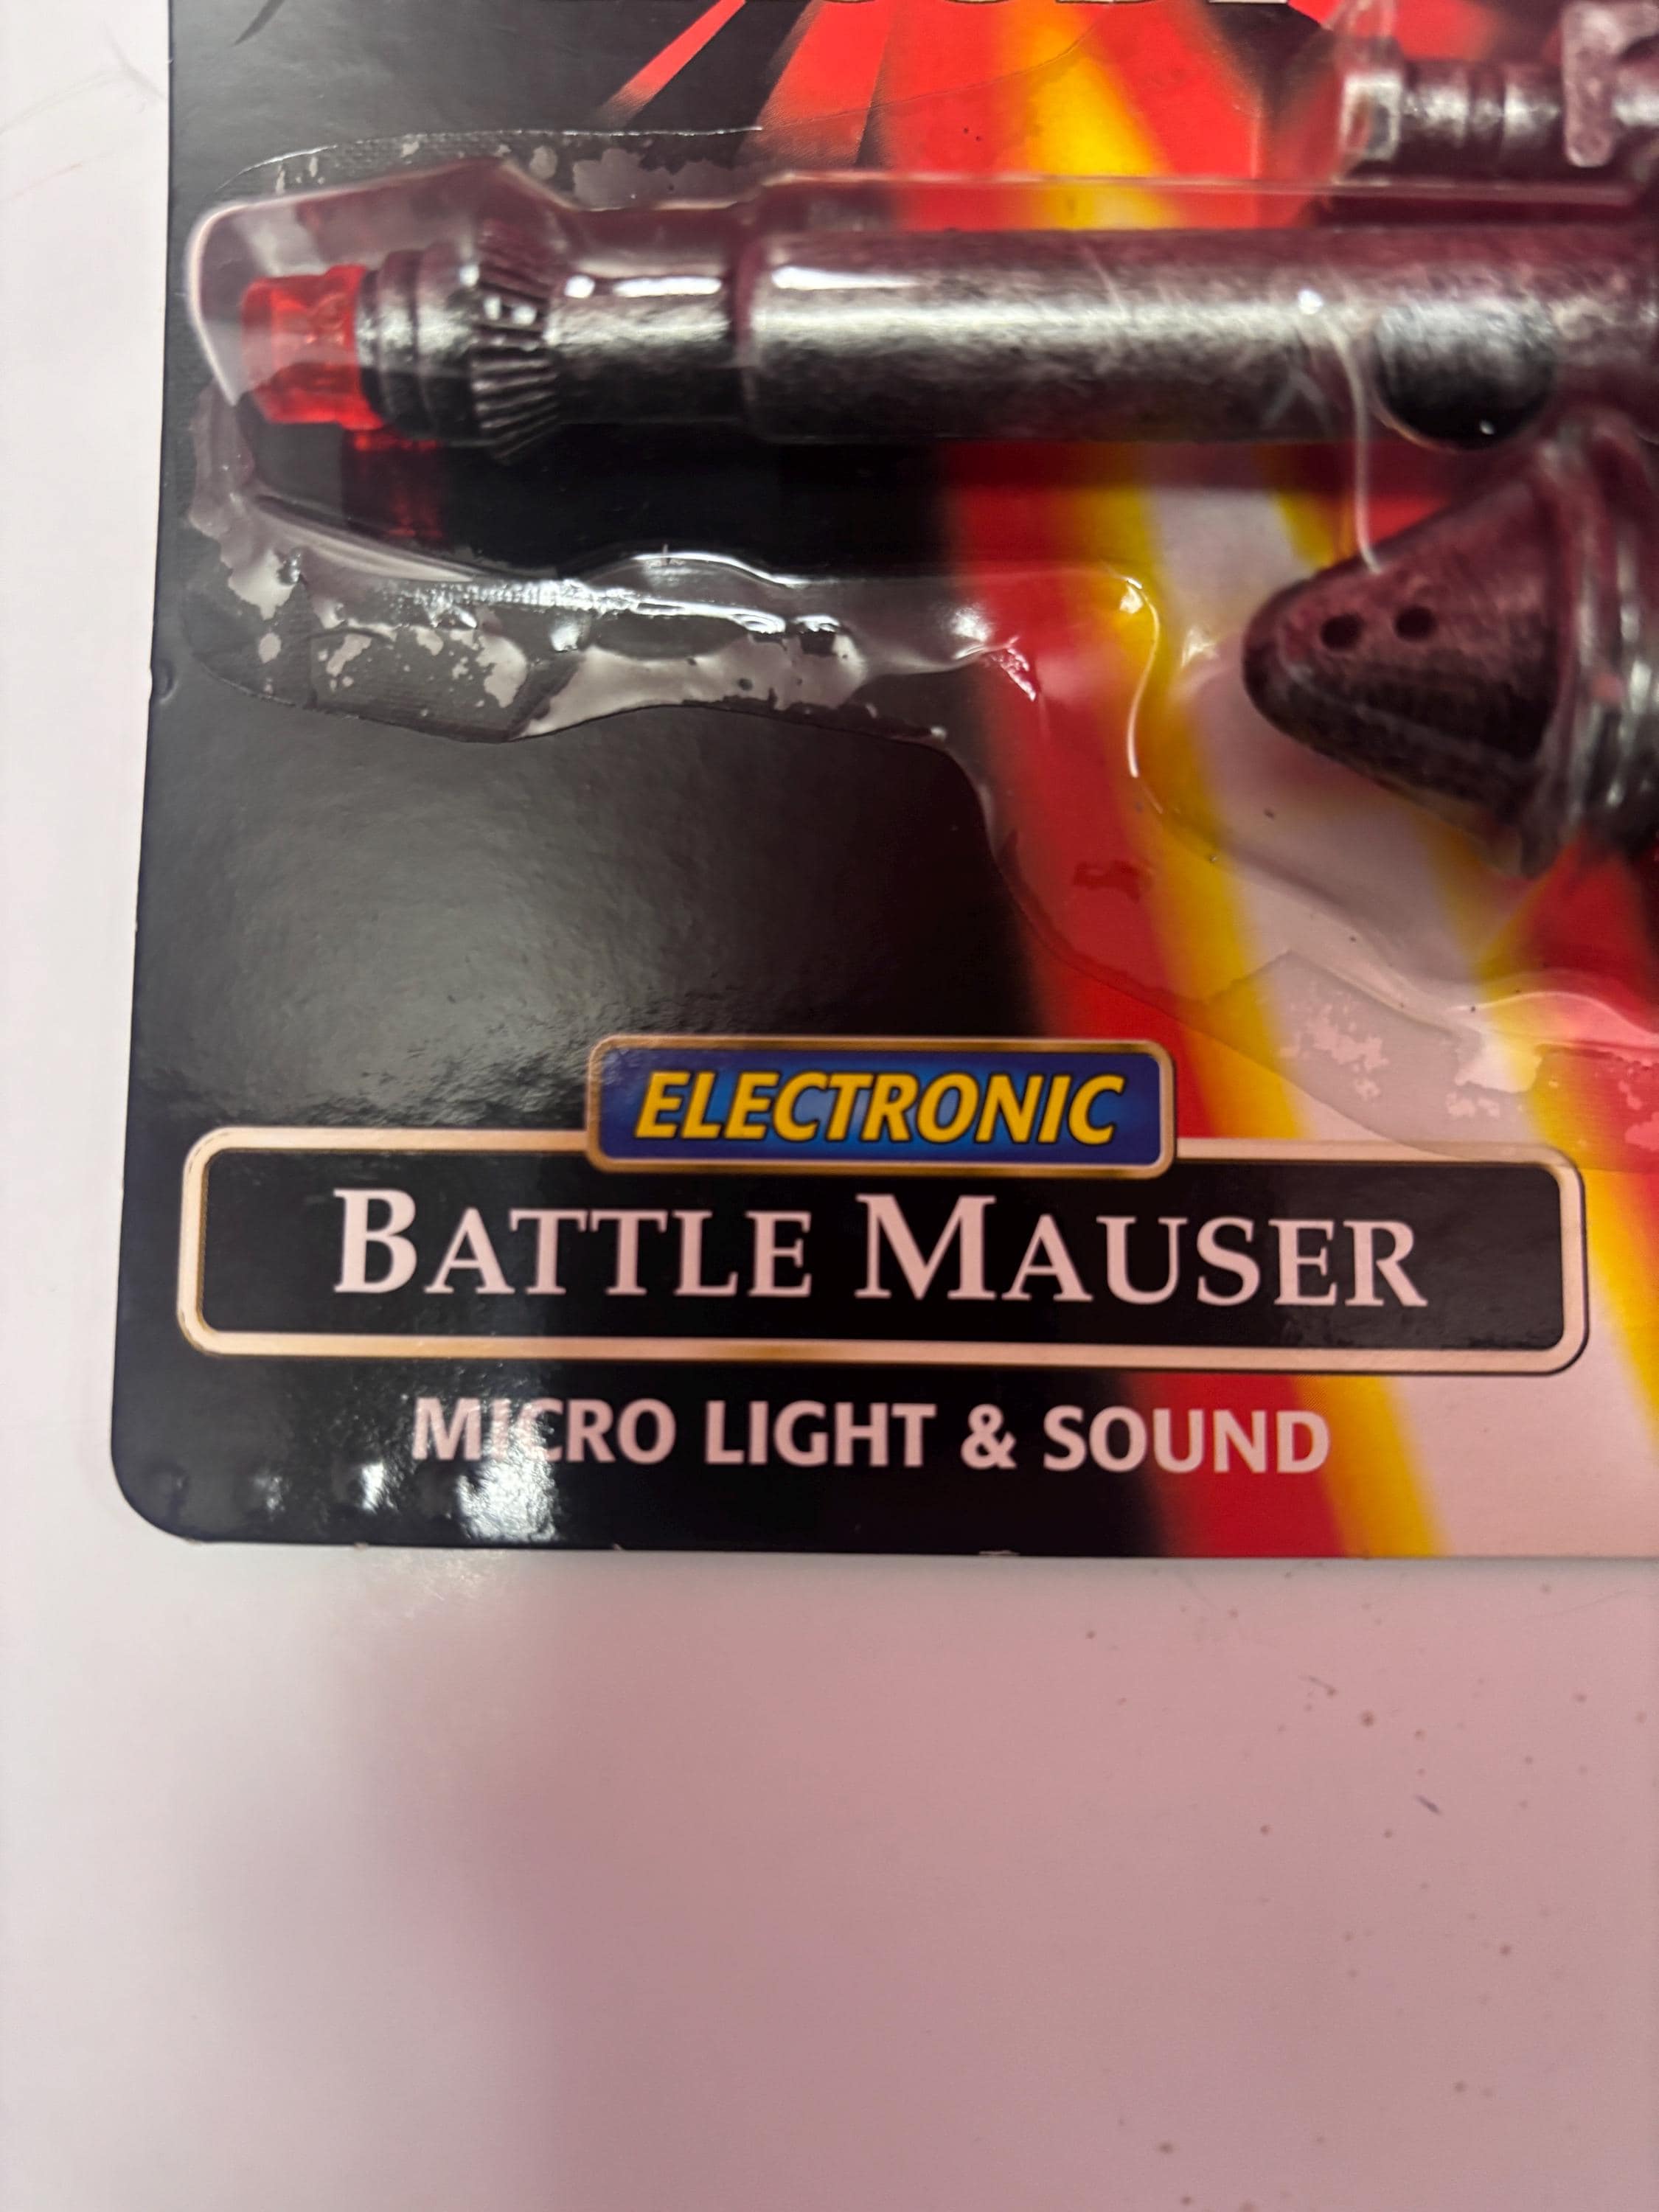 ELECTRONIC
BATTLE MAUSER
MICRO LIGHT & SOUND